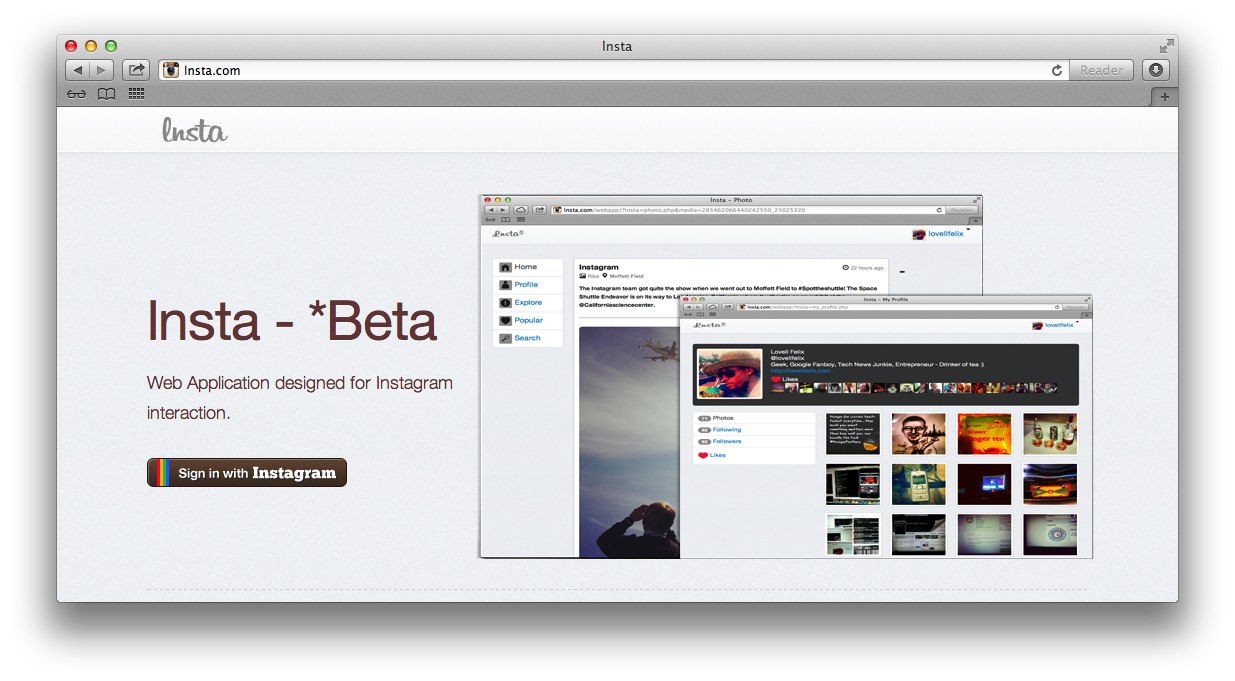 Insta
Insta.com
Reader
Insta
Insta - *Beta
Web Application designed for Instagram
interaction.
Sign in with Instagram
Insta - Photo
insta.com/webapp/?insta=photo.php&media=285462066440242550_25025320
Reader
Insta®
lovellfelix
Home
Profile
Explore
Popular
Search
Instagram
22 hours ago
Rise Moffett Field
The Instagram team got quite the show when we went out to Moffett Field to #Spottheshuttle! The Space
Shuttle Endeavor is on its way to
@Californiasciencecenter.
Insta - My Profile
insta.com/webapp/?insta=my_profile.php
Reader
Insta®
lovellfelix
Lovell Felix
@lovellfelix
Geek, Google Fanboy, Tech News Junkie, Entrepreneur - Drinker of tea :)
http://lovellfelix.com
Likes
Photos
Following
Followers
Likes